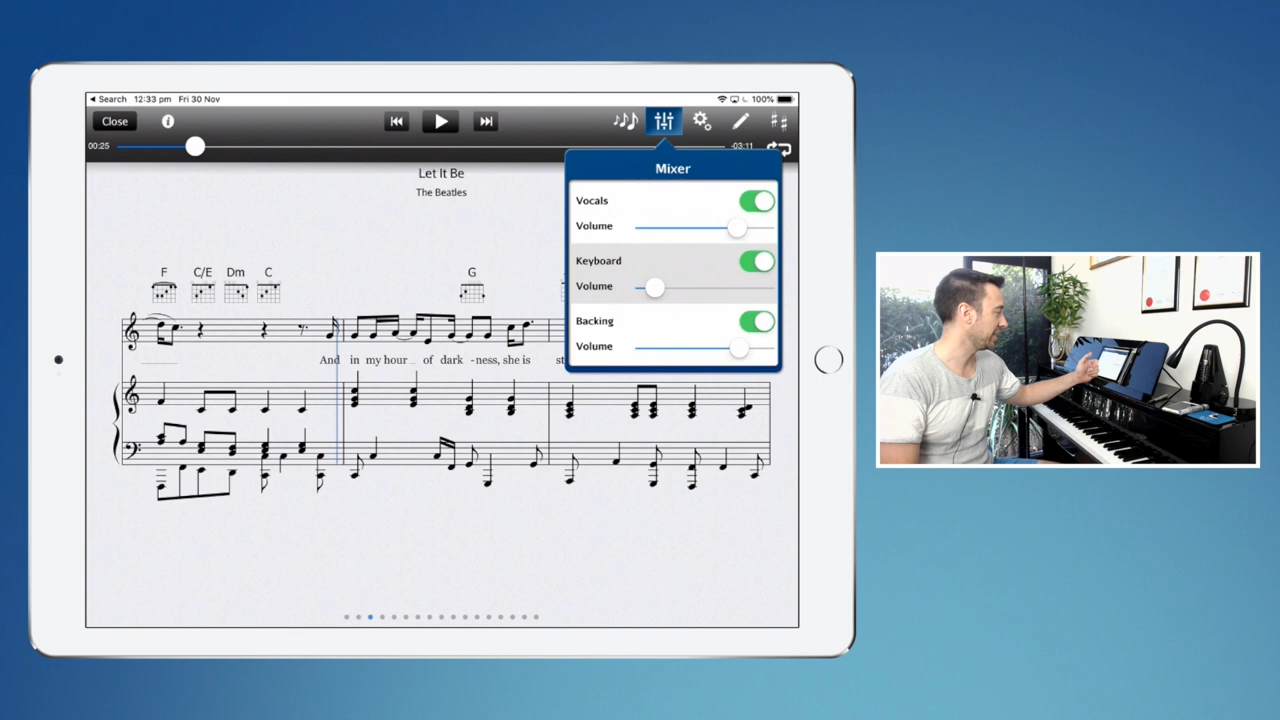 Search 12:33 pm Fri 30 Nov 100%
Close
00:25 -03:11
Mixer
Let It Be
The Beatles
Vocals
Volume
Keyboard
Volume
Backing
Volume
F C/E Dm C G
And in my hour of dark -ness, she is